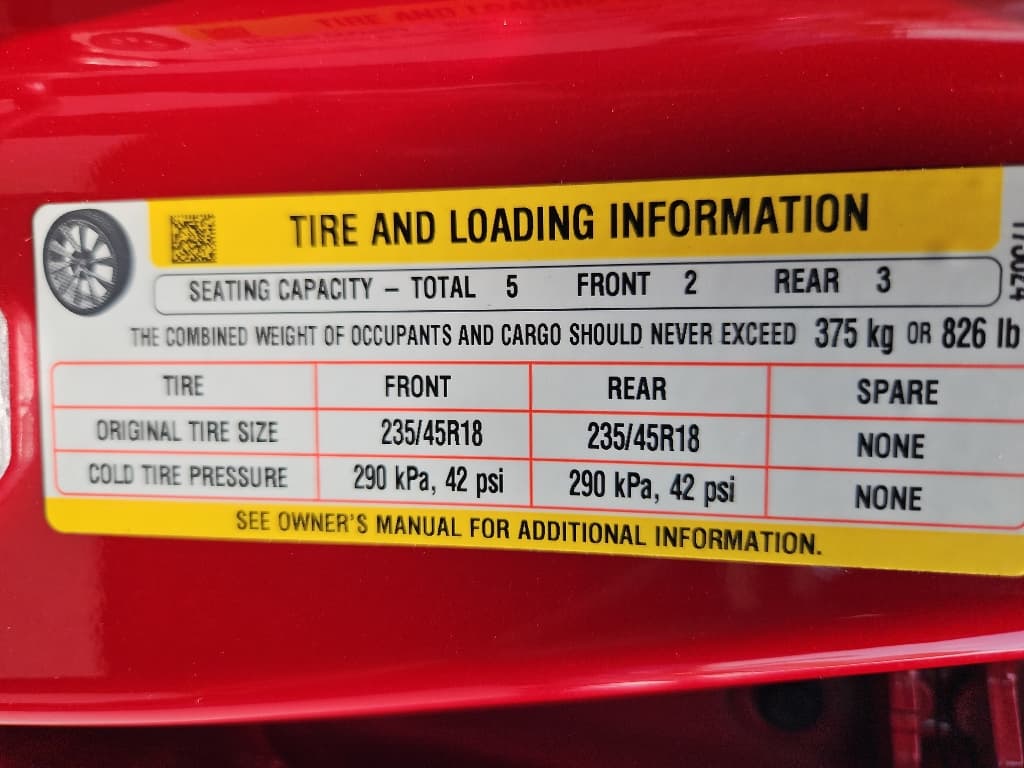 TIRE AND LOADING INFORMATION
SEATING CAPACITY – TOTAL 5 FRONT 2 REAR 3
THE COMBINED WEIGHT OF OCCUPANTS AND CARGO SHOULD NEVER EXCEED 375 kg OR 826 lb
TIRE FRONT REAR SPARE
ORIGINAL TIRE SIZE 235/45R18 235/45R18 NONE
COLD TIRE PRESSURE 290 kPa, 42 psi 290 kPa, 42 psi NONE
SEE OWNER'S MANUAL FOR ADDITIONAL INFORMATION.